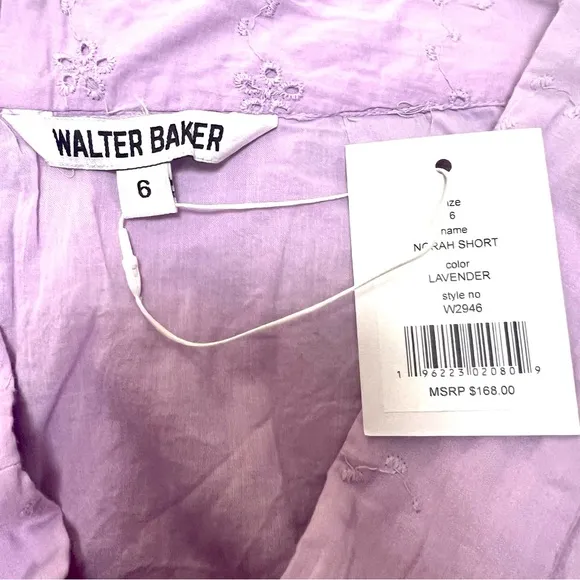 WALTER BAKER
6
ize
6
name
NORAH SHORT
color
LAVENDER
style no
W2946
1 96223 02080 9
MSRP $168.00